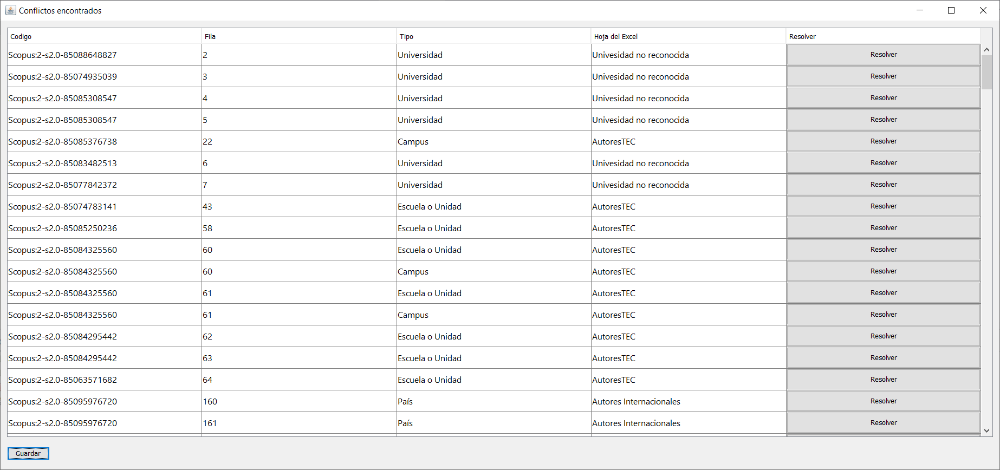 Conflictos encontrados
Codigo Fila Tipo Hoja del Excel Resolver
Scopus:2-s2.0-85088648827 2 Universidad Univesidad no reconocida Resolver
Scopus:2-s2.0-85074935039 3 Universidad Univesidad no reconocida Resolver
Scopus:2-s2.0-85085308547 4 Universidad Univesidad no reconocida Resolver
Scopus:2-s2.0-85085308547 5 Universidad Univesidad no reconocida Resolver
Scopus:2-s2.0-85085376738 22 Campus AutoresTEC Resolver
Scopus:2-s2.0-85083482513 6 Universidad Univesidad no reconocida Resolver
Scopus:2-s2.0-85077842372 7 Universidad Univesidad no reconocida Resolver
Scopus:2-s2.0-85074783141 43 Escuela o Unidad AutoresTEC Resolver
Scopus:2-s2.0-85085250236 58 Escuela o Unidad AutoresTEC Resolver
Scopus:2-s2.0-85084325560 60 Escuela o Unidad AutoresTEC Resolver
Scopus:2-s2.0-85084325560 60 Campus AutoresTEC Resolver
Scopus:2-s2.0-85084325560 61 Escuela o Unidad AutoresTEC Resolver
Scopus:2-s2.0-85084325560 61 Campus AutoresTEC Resolver
Scopus:2-s2.0-85084295442 62 Escuela o Unidad AutoresTEC Resolver
Scopus:2-s2.0-85084295442 63 Escuela o Unidad AutoresTEC Resolver
Scopus:2-s2.0-85063571682 64 Escuela o Unidad AutoresTEC Resolver
Scopus:2-s2.0-85095976720 160 País Autores Internacionales Resolver
Scopus:2-s2.0-85095976720 161 País Autores Internacionales Resolver
Guardar